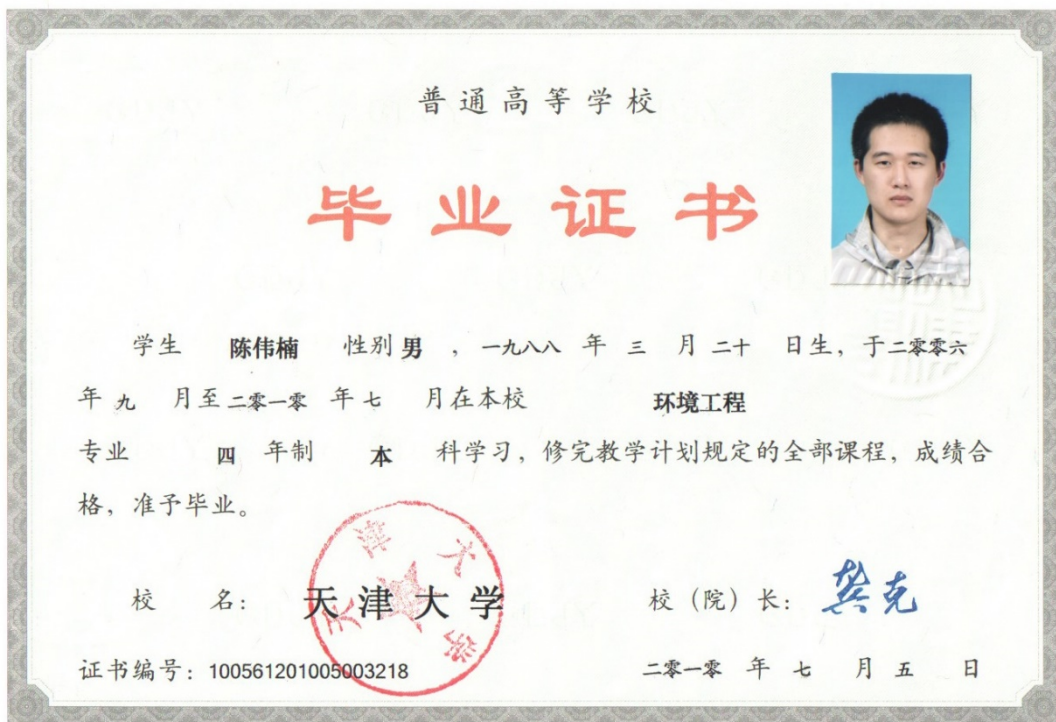 普通高等学校
毕业证书
学生 陈伟楠 性别 男 ，一九八八 年 三 月 二十 日生，于二零零六
年 九 月至 二零一零 年 七 月在本校 环境工程
专业 四 年制 本 科学习，修完教学计划规定的全部课程，成绩合
格，准予毕业。
天津大学
校 名： 天津大学 校（院）长： 龚克
证书编号：100561201005003218 二零一零 年 七 月 五 日